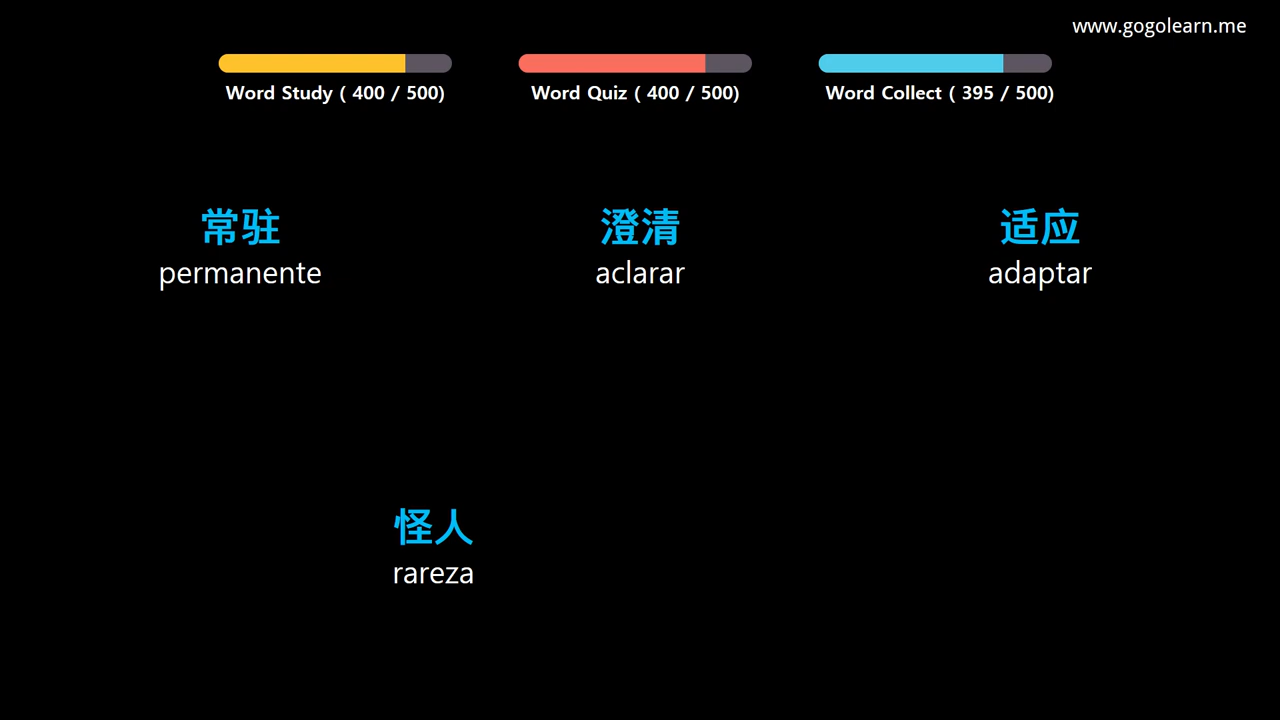 www.gogolearn.me
Word Study ( 400 / 500)
Word Quiz ( 400 / 500)
Word Collect ( 395 / 500)
常驻
permanente
澄清
aclarar
适应
adaptar
怪人
rareza